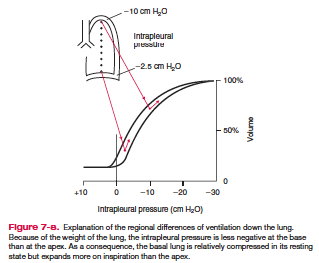 -10 cm H₂O
Intrapleural
pressure
-2.5 cm H₂O
100%
50%
Volume
0
+10 0 -10 -20 -30
Intrapleural pressure (cm H₂O)
Figure 7-8. Explanation of the regional differences of ventilation down the lung.
Because of the weight of the lung, the intrapleural pressure is less negative at the base
than at the apex. As a consequence, the basal lung is relatively compressed in its resting
state but expands more on inspiration than the apex.